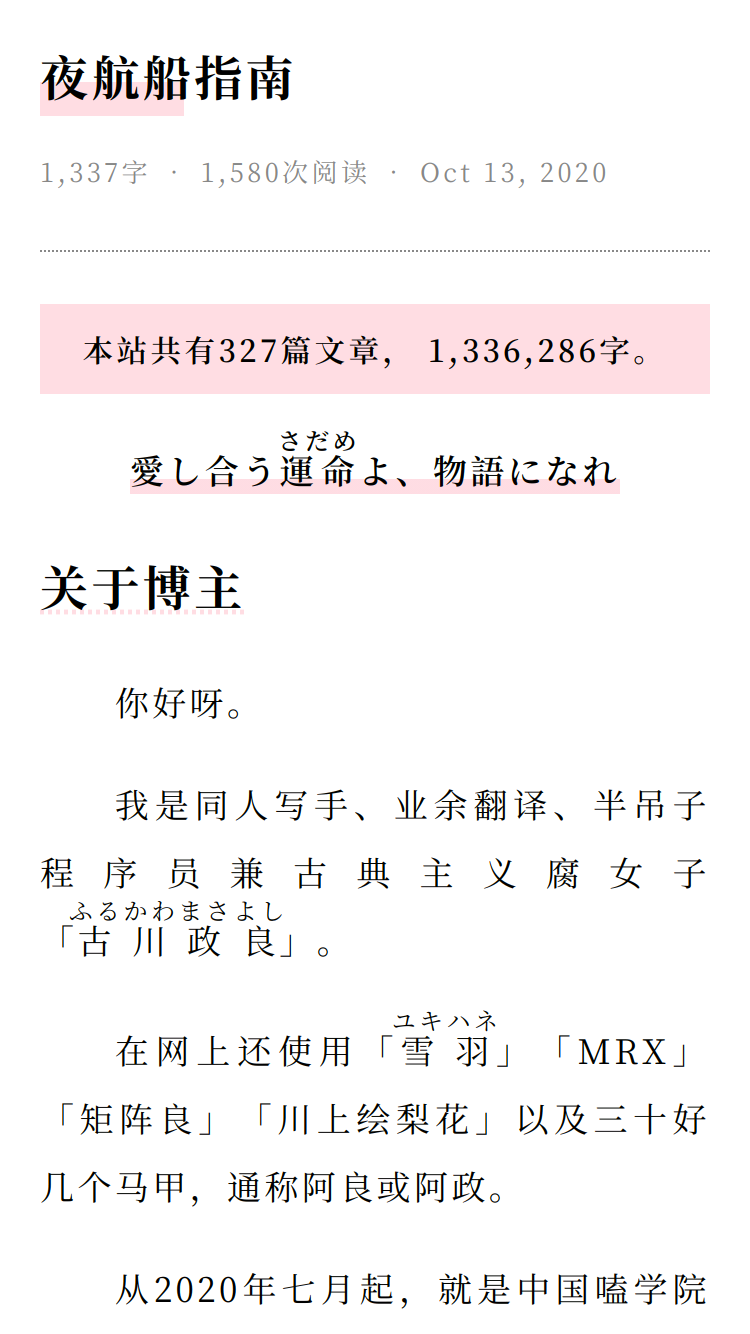 夜航船指南
1,337字 · 1,580次阅读 · Oct 13, 2020
本站共有327篇文章， 1,336,286字。
さだめ
愛し合う運命よ、物語になれ
关于博主
你好呀。
我是同人写手、业余翻译、半吊子
程序员兼古典主义腐女子
ふるかわまさよし
「古川政良」。
ユキハネ
在网上还使用「雪羽」「MRX」
「矩阵良」「川上绘梨花」以及三十好
几个马甲，通称阿良或阿政。
从2020年七月起，就是中国嗑学院